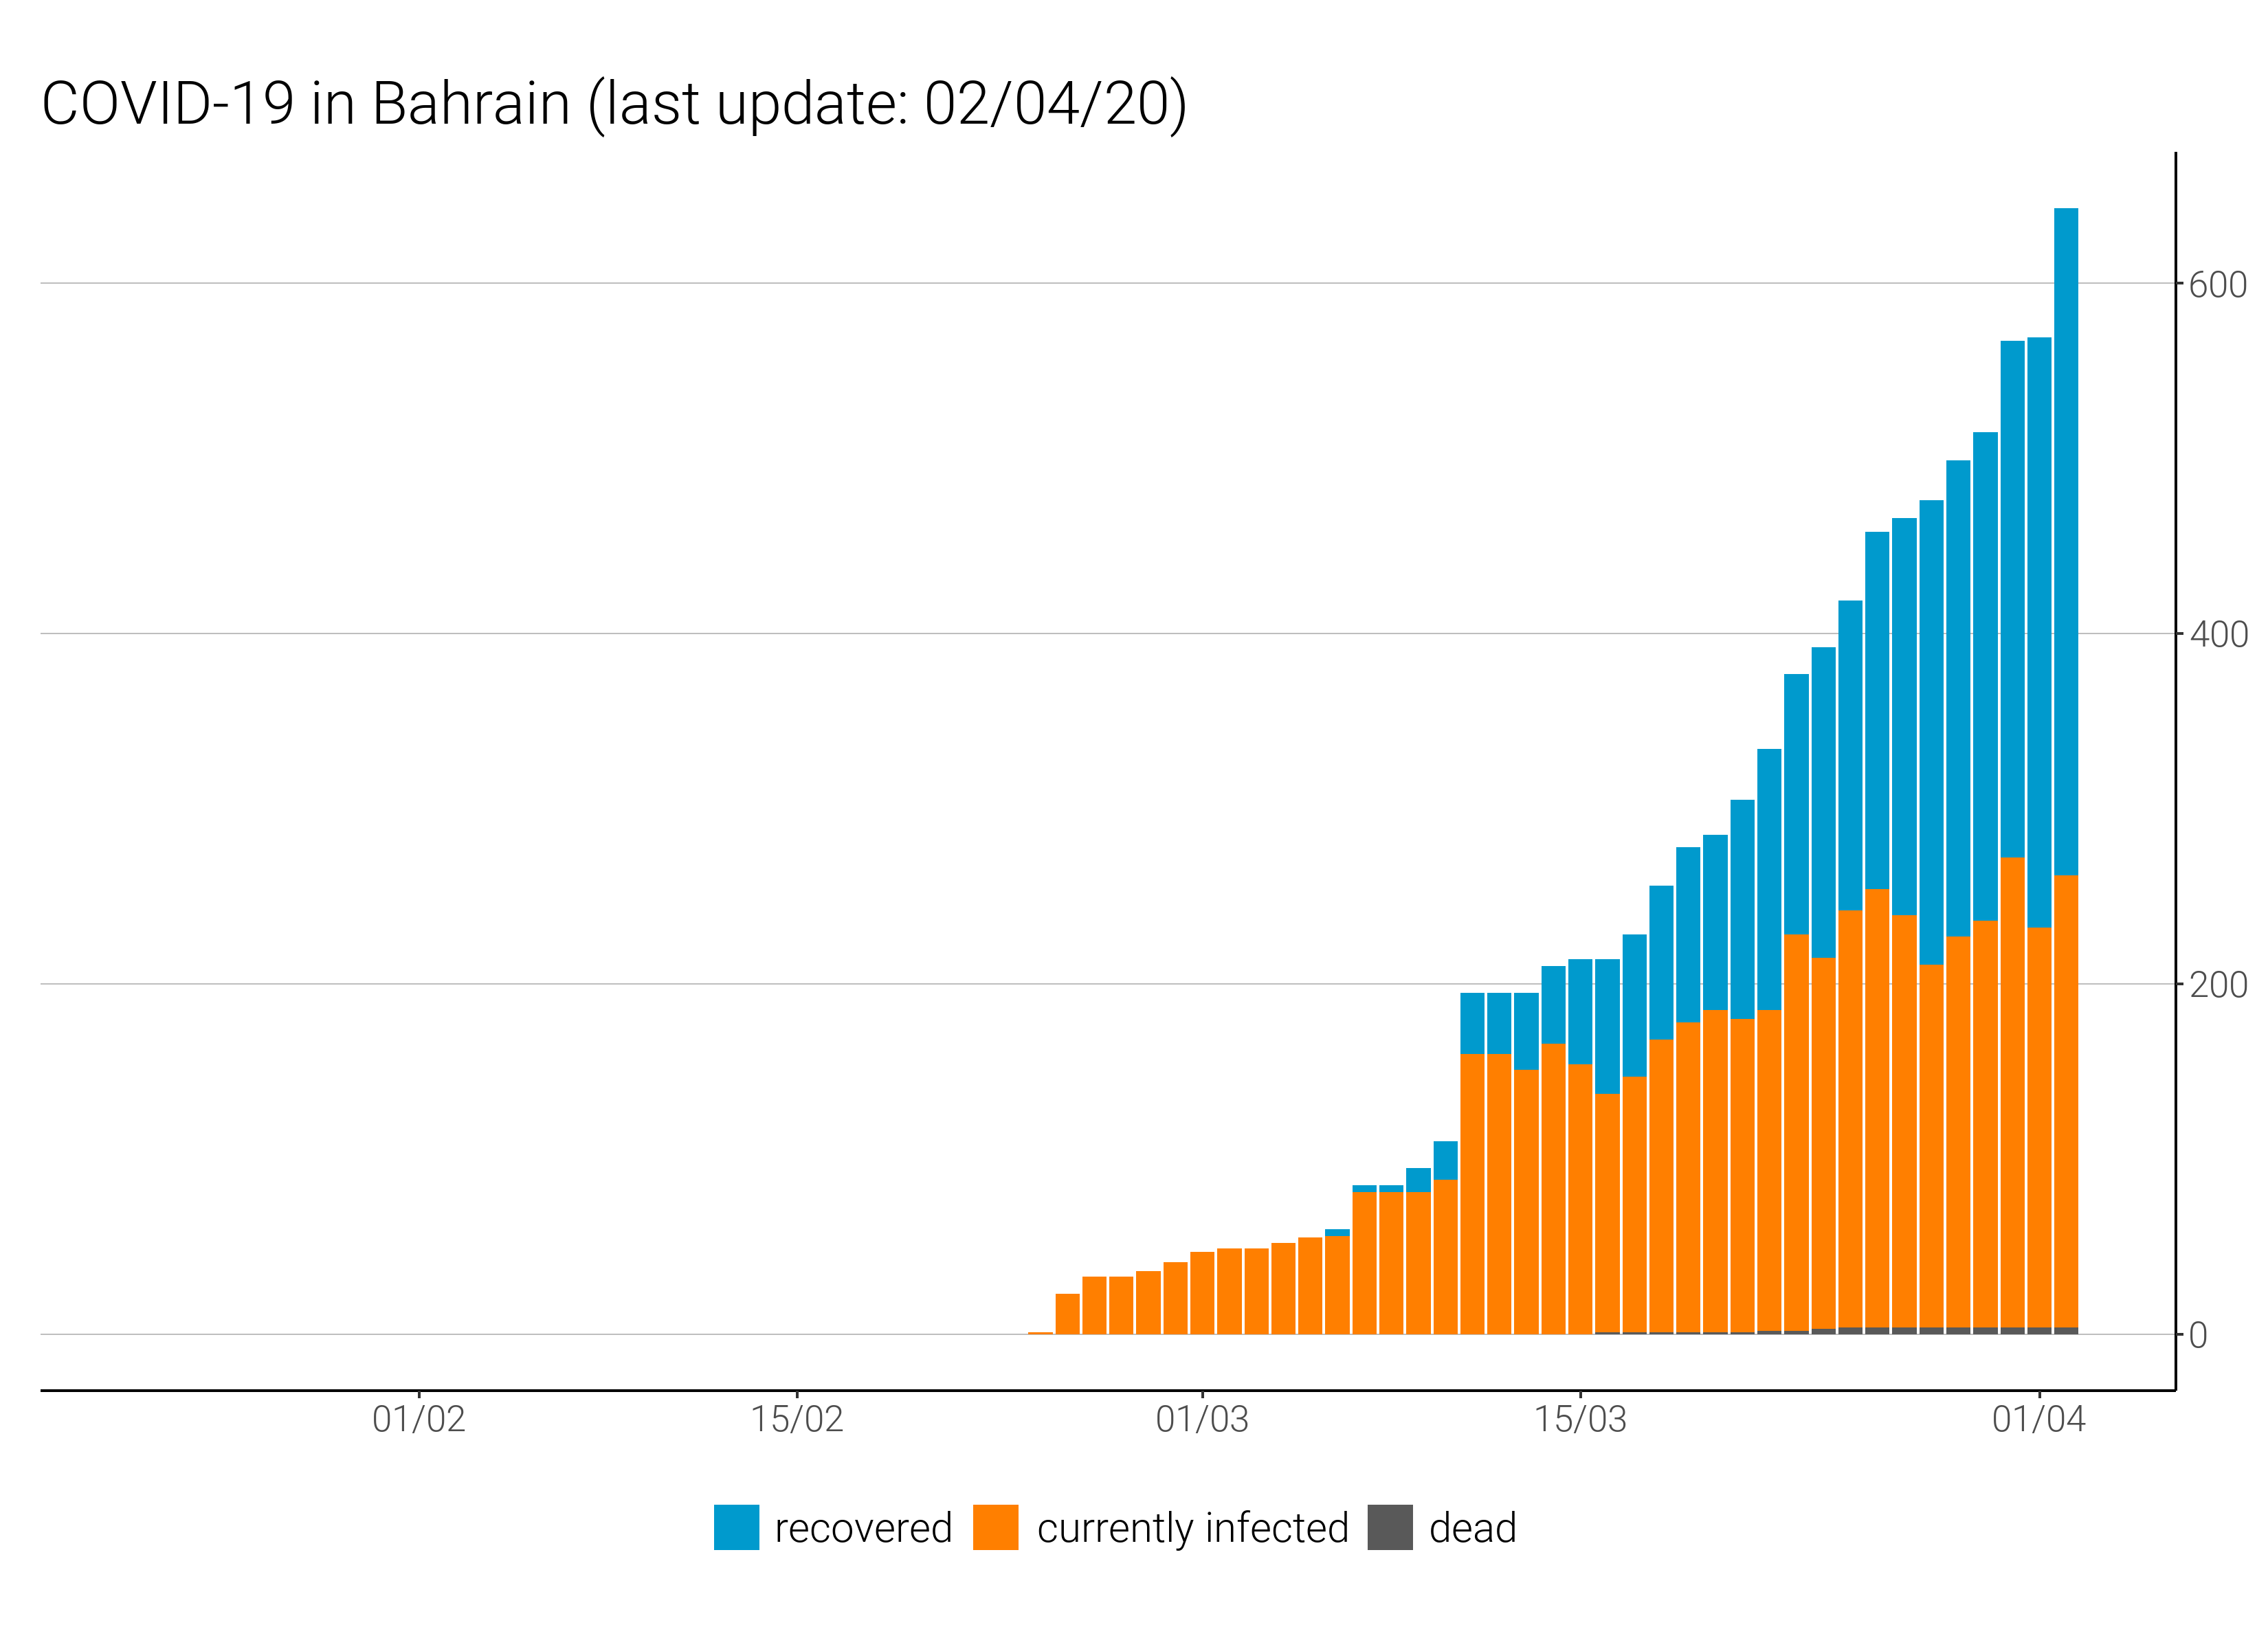 COVID-19 in Bahrain (last update: 02/04/20)
600
400
200
0
01/02 15/02 01/03 15/03 01/04
recovered currently infected dead